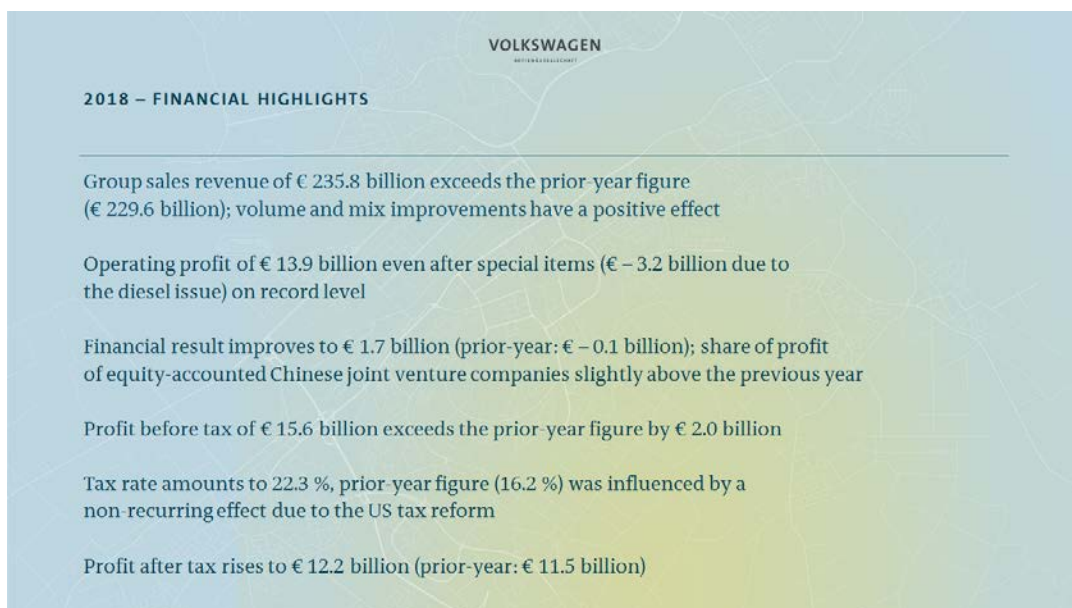 VOLKSWAGEN
AKTIENGESELLSCHAFT
2018 – FINANCIAL HIGHLIGHTS
Group sales revenue of € 235.8 billion exceeds the prior-year figure
(€ 229.6 billion); volume and mix improvements have a positive effect
Operating profit of € 13.9 billion even after special items (€ – 3.2 billion due to
the diesel issue) on record level
Financial result improves to € 1.7 billion (prior-year: € – 0.1 billion); share of profit
of equity-accounted Chinese joint venture companies slightly above the previous year
Profit before tax of € 15.6 billion exceeds the prior-year figure by € 2.0 billion
Tax rate amounts to 22.3 %, prior-year figure (16.2 %) was influenced by a
non-recurring effect due to the US tax reform
Profit after tax rises to € 12.2 billion (prior-year: € 11.5 billion)